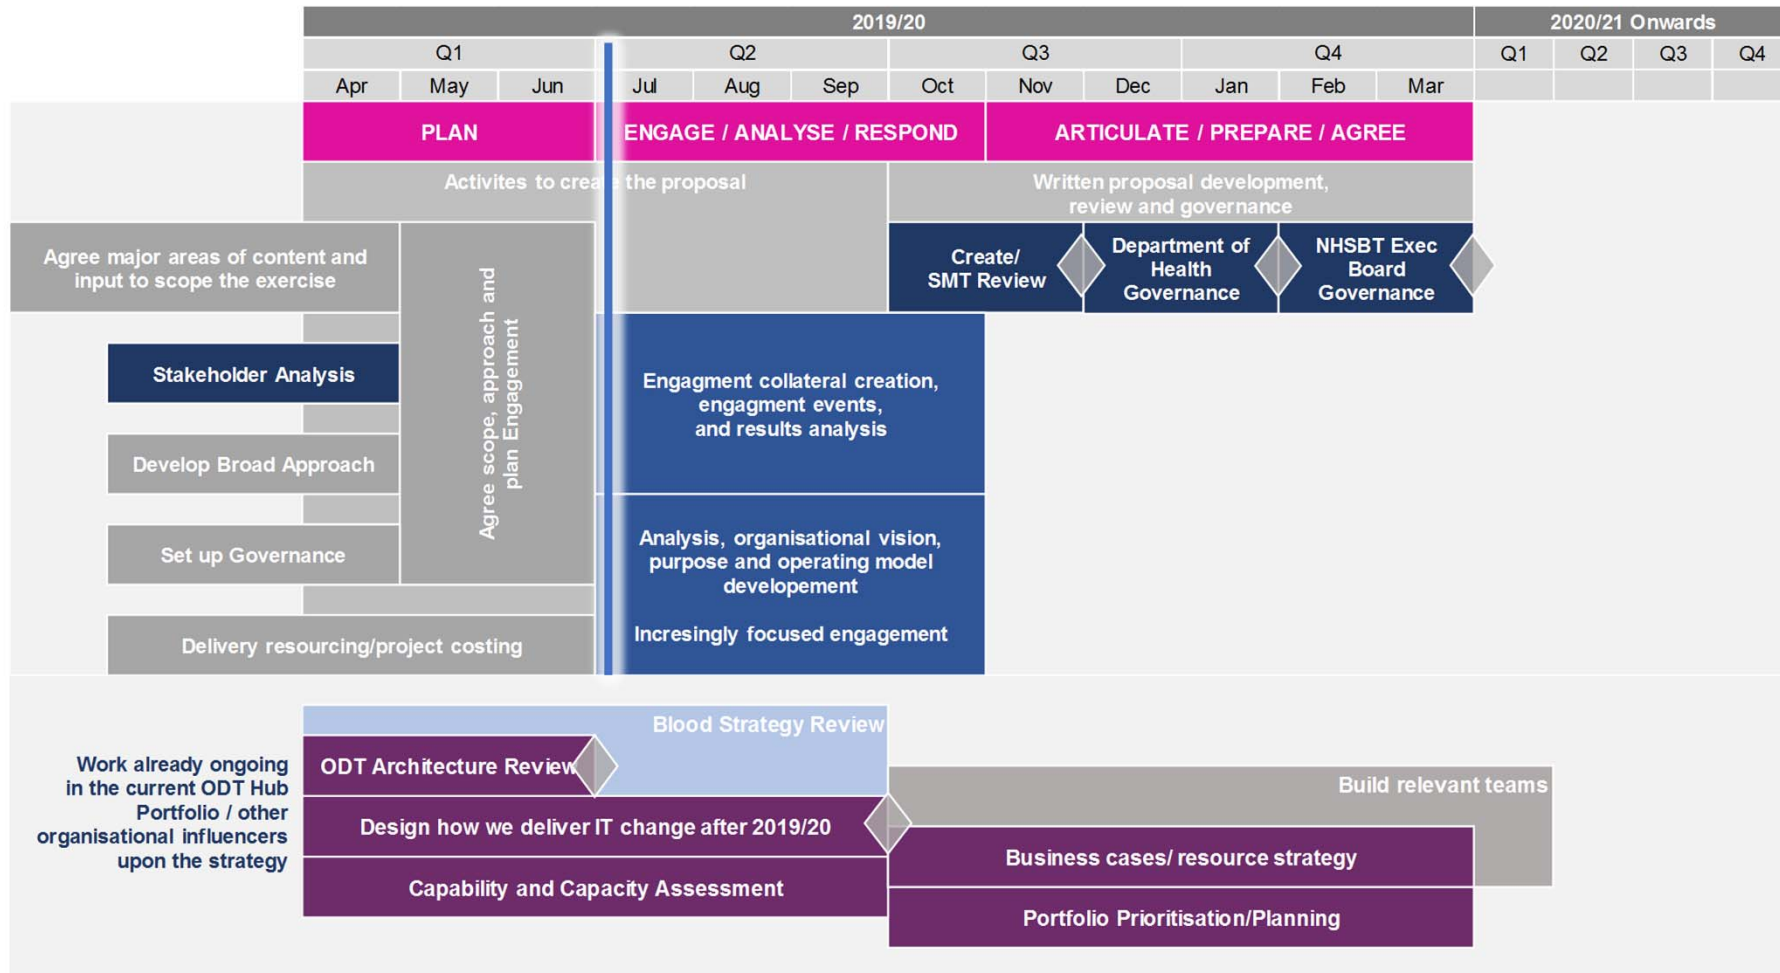 2019/20
2020/21 Onwards
Q1
Q2
Q3
Q4
Q1
Q2
Q3
Q4
Apr
May
Jun
Jul
Aug
Sep
Oct
Nov
Dec
Jan
Feb
Mar
PLAN
ENGAGE / ANALYSE / RESPOND
ARTICULATE / PREPARE / AGREE
Activites to create the proposal
Written proposal development,
review and governance
Agree major areas of content and
input to scope the exercise
Agree scope, approach and
plan Engagement
Create/
SMT Review
Department of
Health
Governance
NHSBT Exec
Board
Governance
Stakeholder Analysis
Develop Broad Approach
Set up Governance
Delivery resourcing/project costing
Engagment collateral creation,
engagment events,
and results analysis
Analysis, organisational vision,
purpose and operating model
developement
Incresingly focused engagement
Work already ongoing
in the current ODT Hub
Portfolio / other
organisational influencers
upon the strategy
Blood Strategy Review
ODT Architecture Review
Design how we deliver IT change after 2019/20
Capability and Capacity Assessment
Build relevant teams
Business cases/ resource strategy
Portfolio Prioritisation/Planning